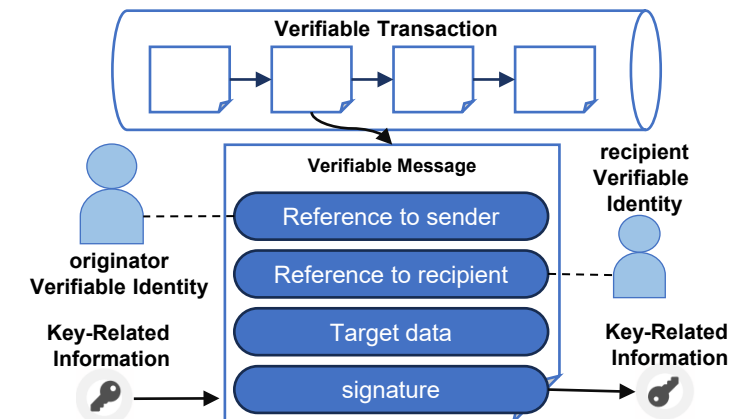 Verifiable Transaction
Verifiable Message
recipient
Verifiable
Identity
Reference to sender
originator
Verifiable Identity
Reference to recipient
Key-Related
Information
Target data
Key-Related
Information
signature